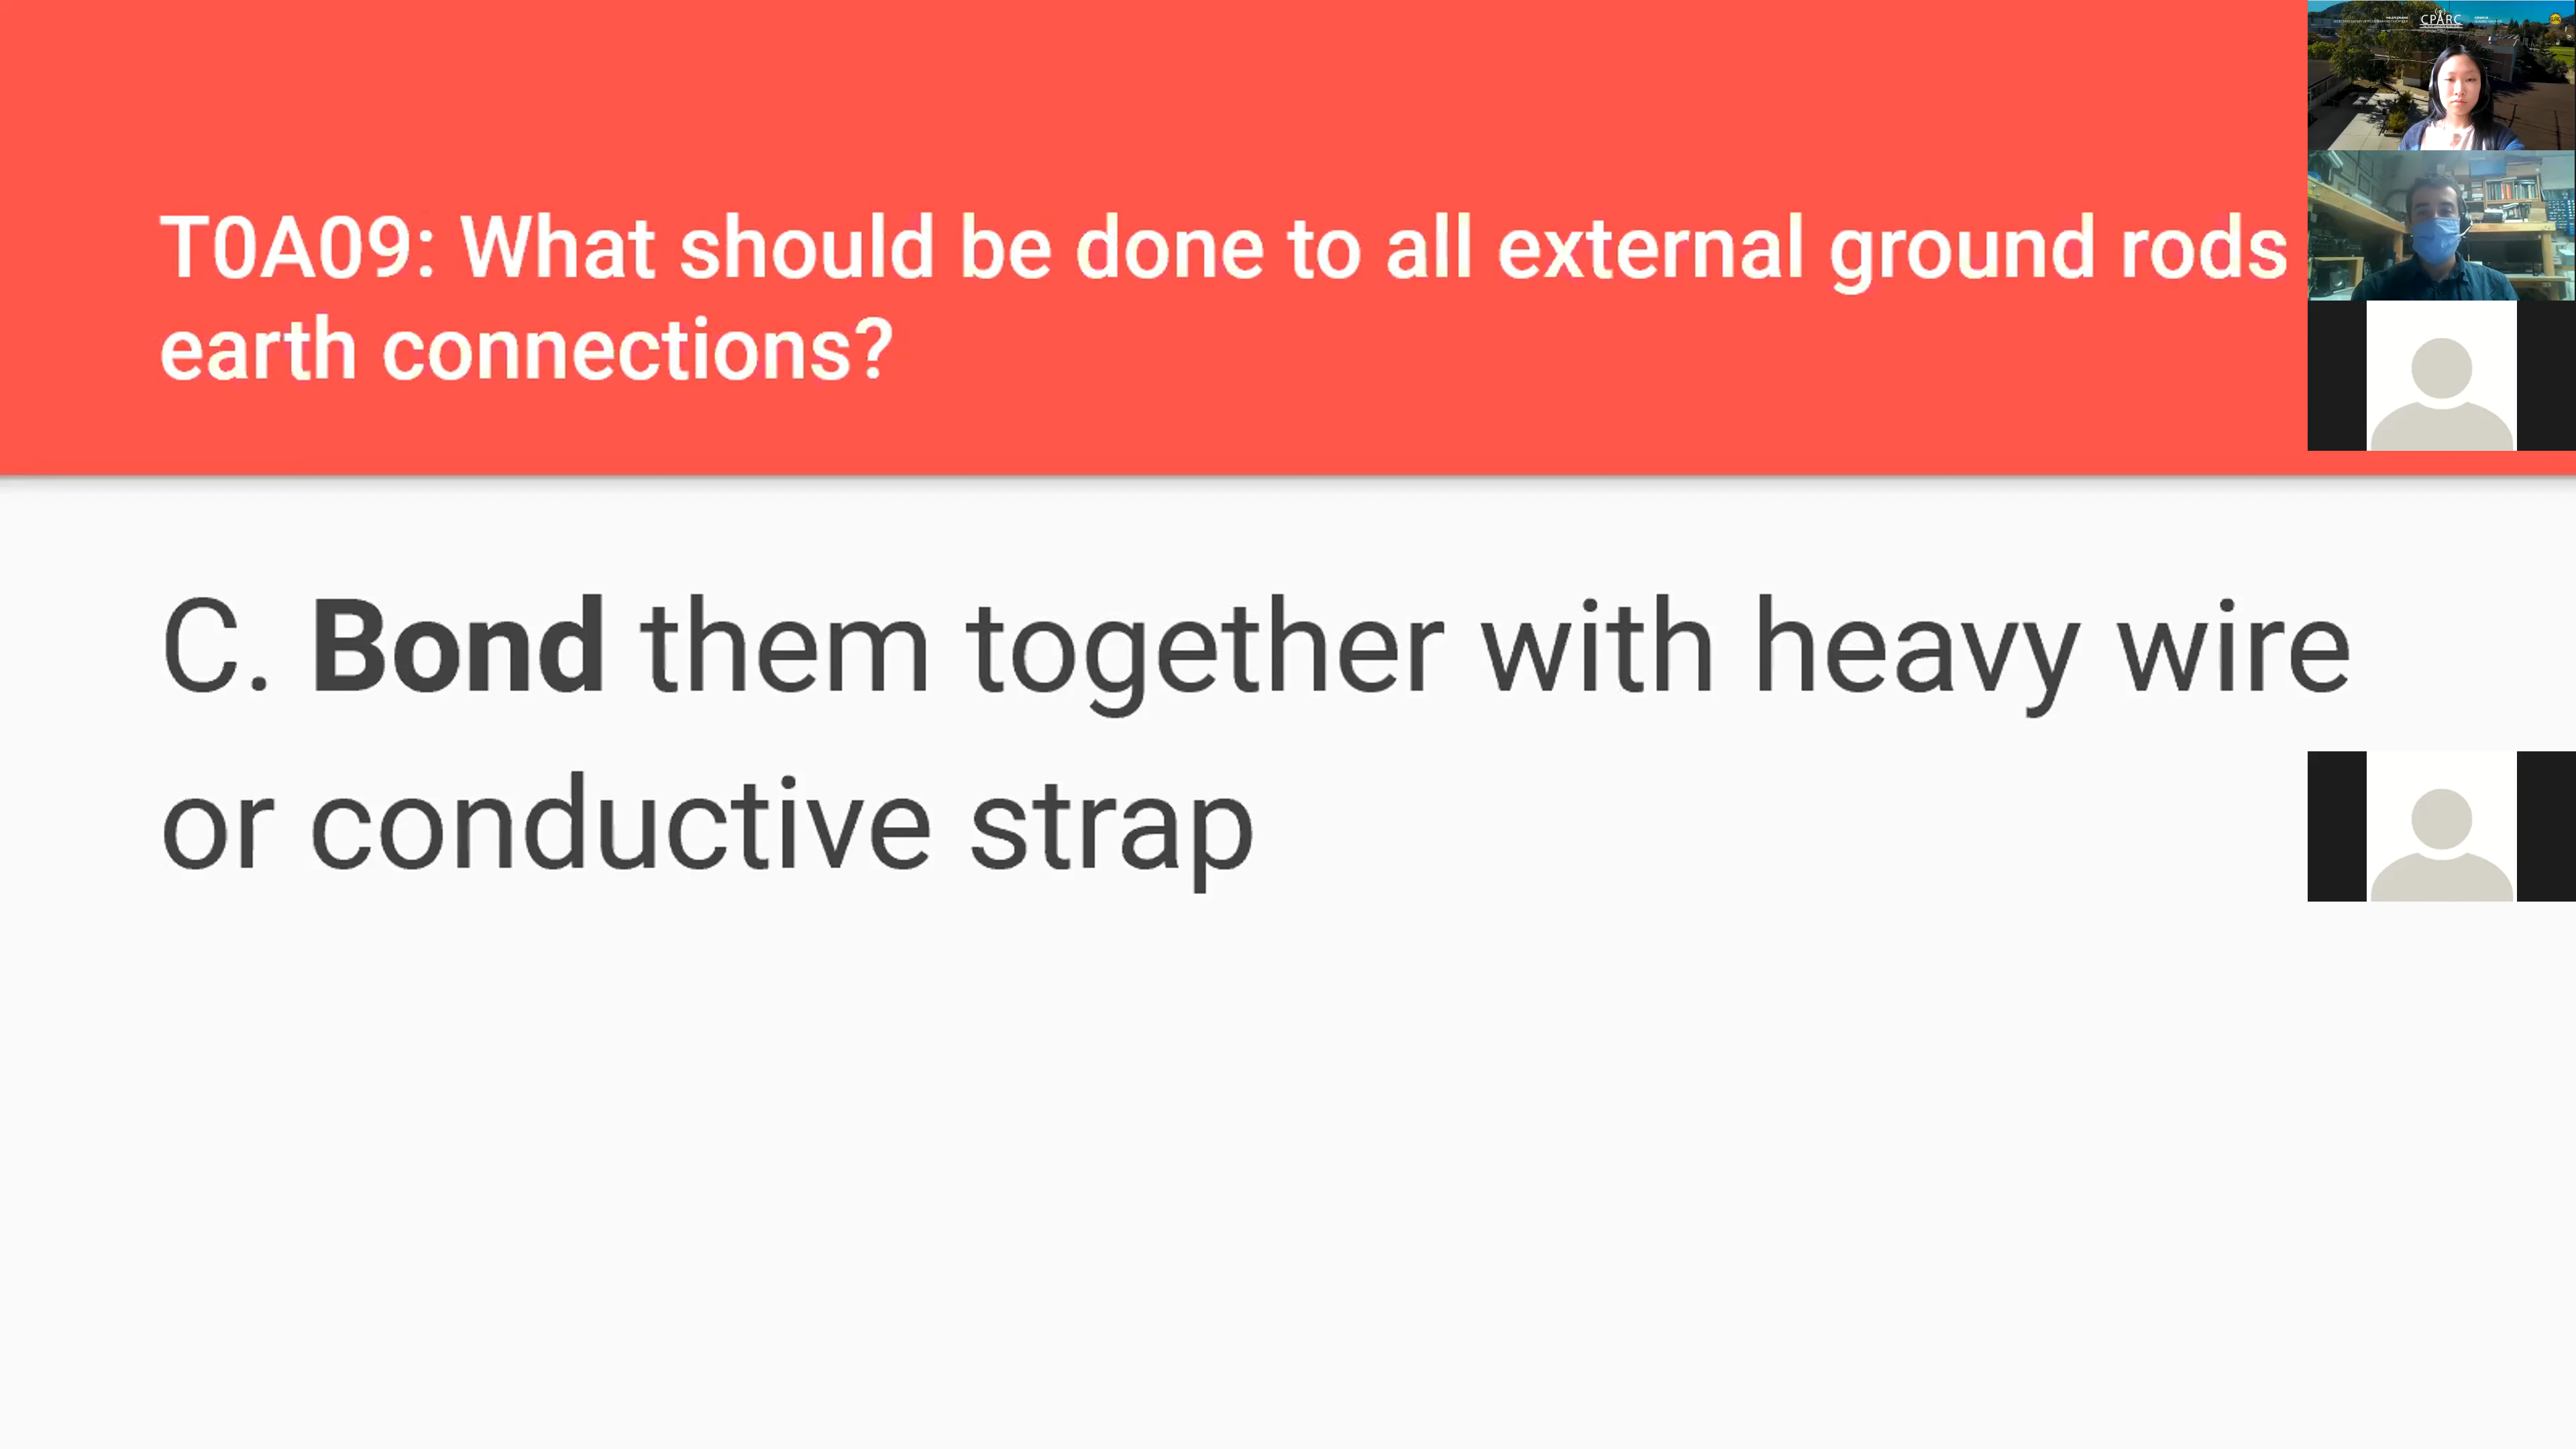 T0A09: What should be done to all external ground rods
earth connections?
C. Bond them together with heavy wire
or conductive strap
CPARC